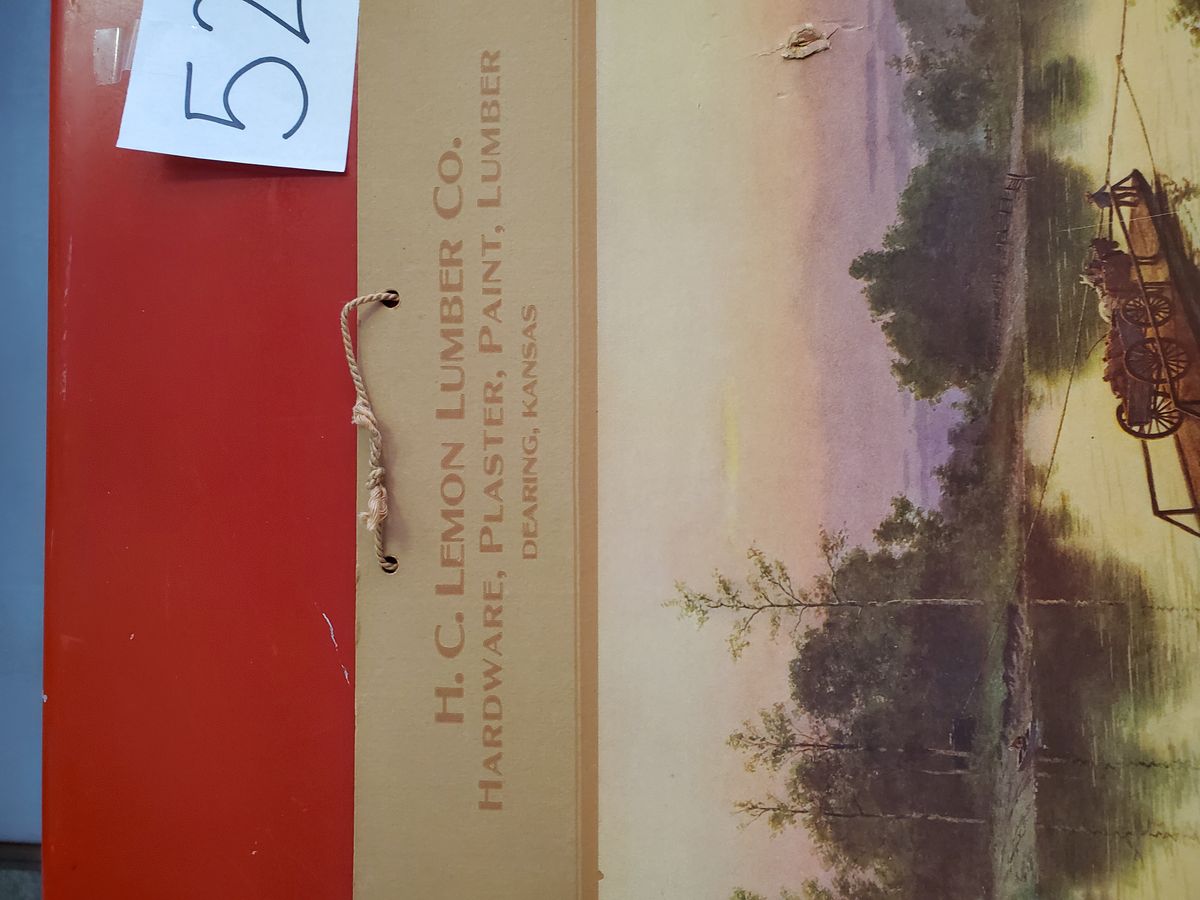 52
H. C. LEMON LUMBER CO.
HARDWARE, PLASTER, PAINT, LUMBER
DEARING, KANSAS